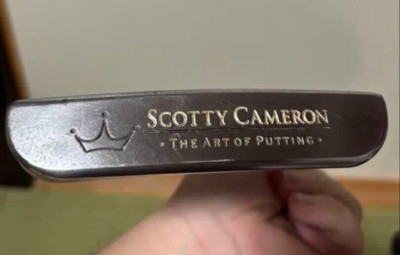 SCOTTY CAMERON
· THE ART OF PUTTING ·